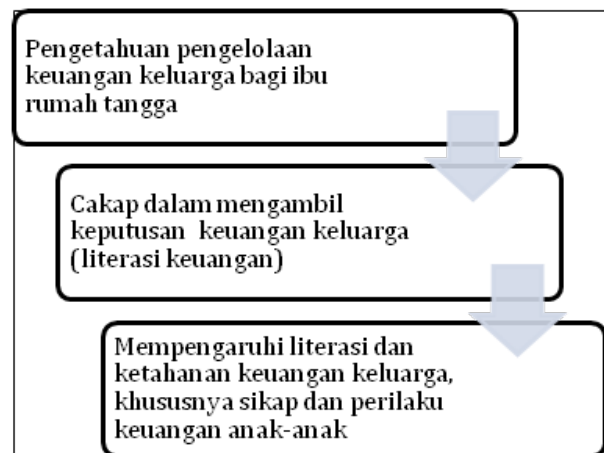 Pengetahuan pengelolaan
keuangan keluarga bagi ibu
rumah tangga
Cakap dalam mengambil
keputusan keuangan keluarga
(literasi keuangan)
Mempengaruhi literasi dan
ketahanan keuangan keluarga,
khususnya sikap dan perilaku
keuangan anak-anak